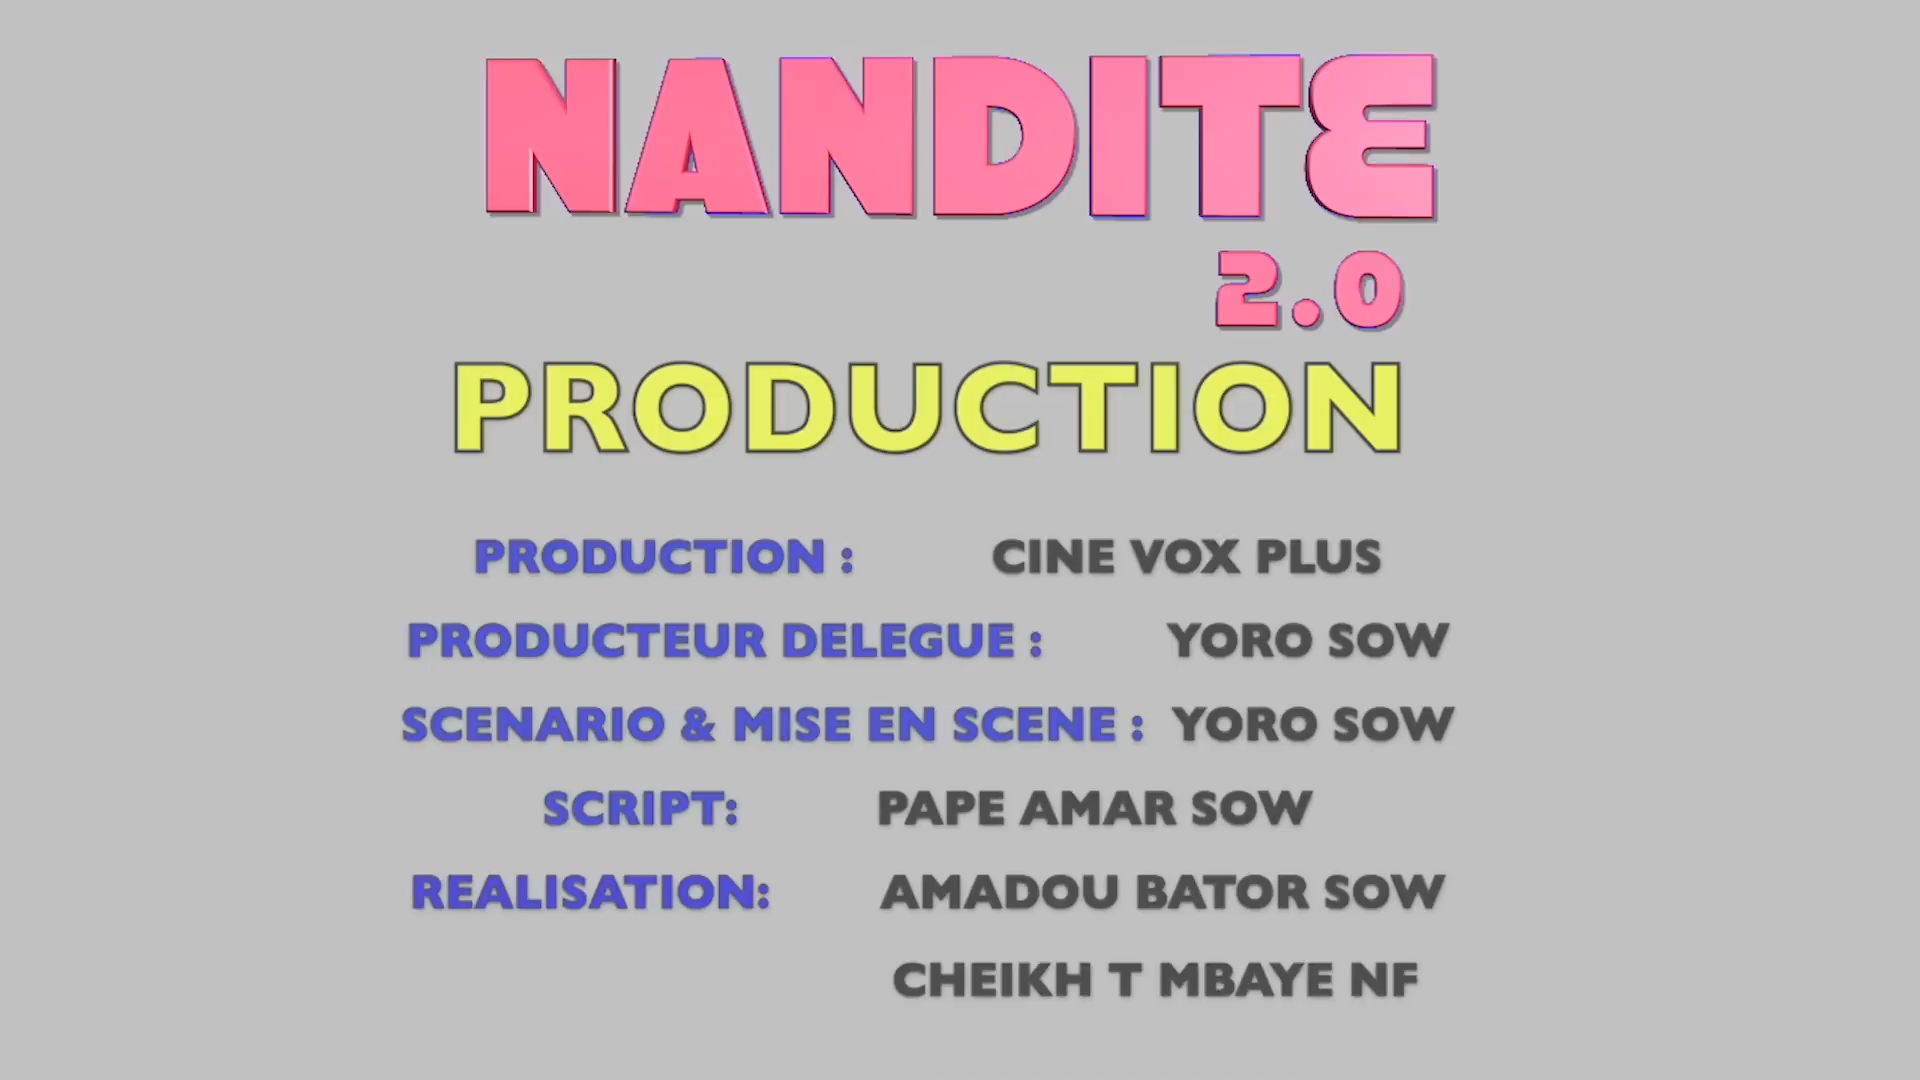 NANDITE
2.0
PRODUCTION
PRODUCTION : CINE VOX PLUS
PRODUCTEUR DELEGUE : YORO SOW
SCENARIO & MISE EN SCENE : YORO SOW
SCRIPT: PAPE AMAR SOW
REALISATION: AMADOU BATOR SOW
CHEIKH T MBAYE NF